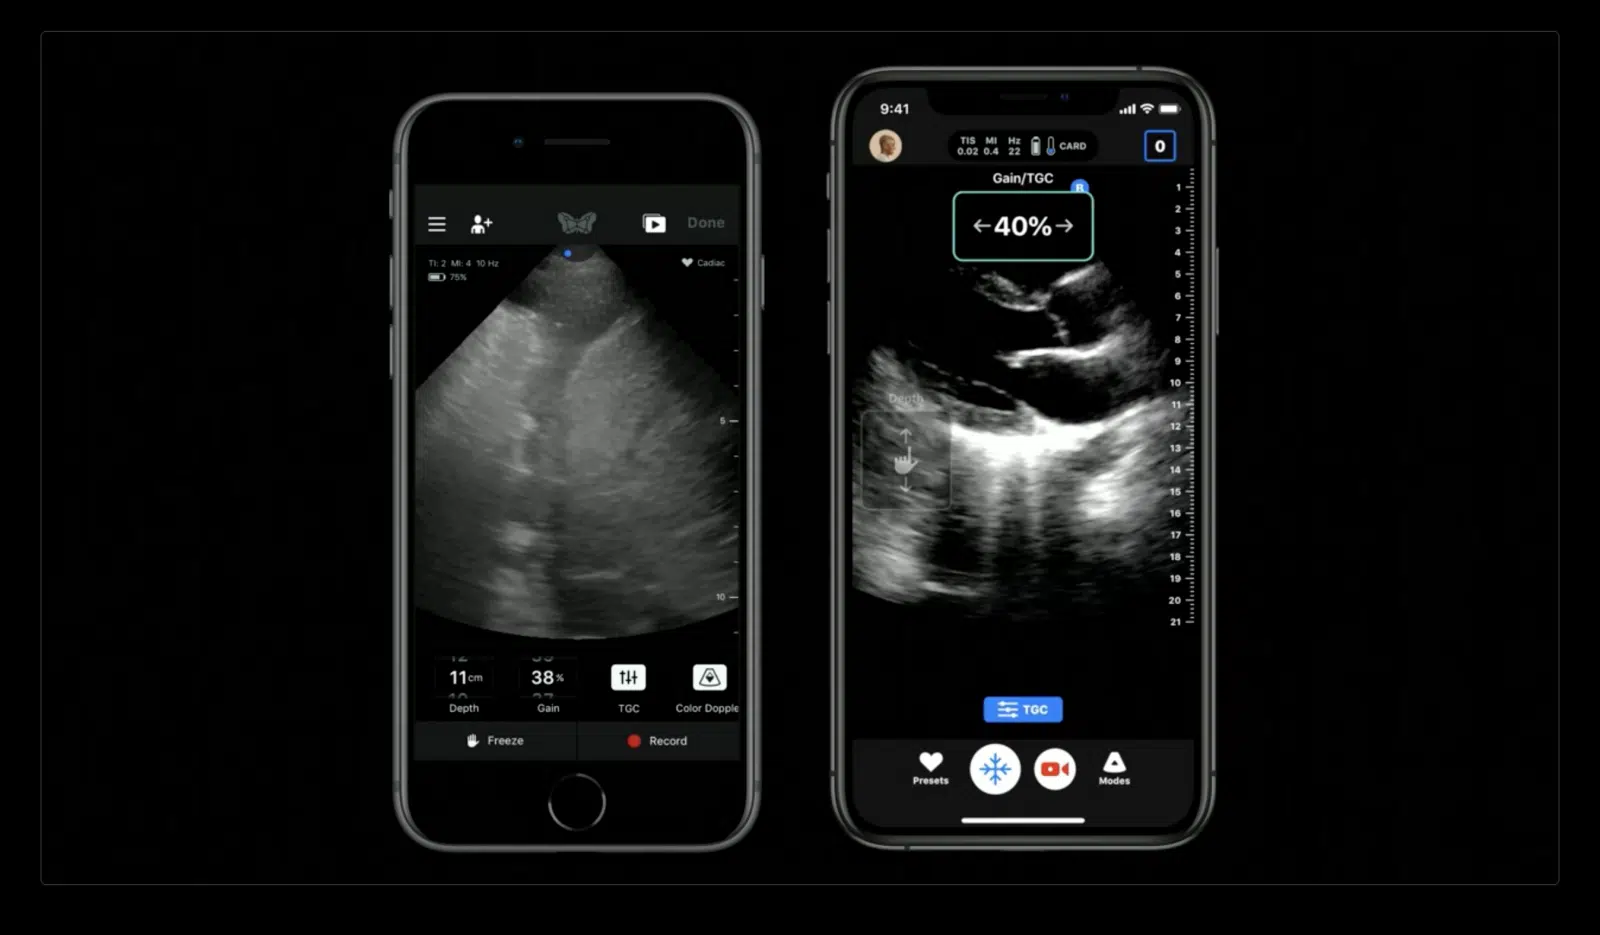 Done
TI: 2 MI: 4 10 Hz
75%
Cadiac
5
10
11cm
38%
Depth
Gain
TGC
Color Dopple
Freeze
Record
9:41
TIS MI Hz
0.02 0.4 22
CARD
0
Gain/TGC
B
←40%→
Depth
1
2
3
4
5
6
7
8
9
10
11
12
13
14
15
16
17
18
19
20
21
TGC
Presets
Modes